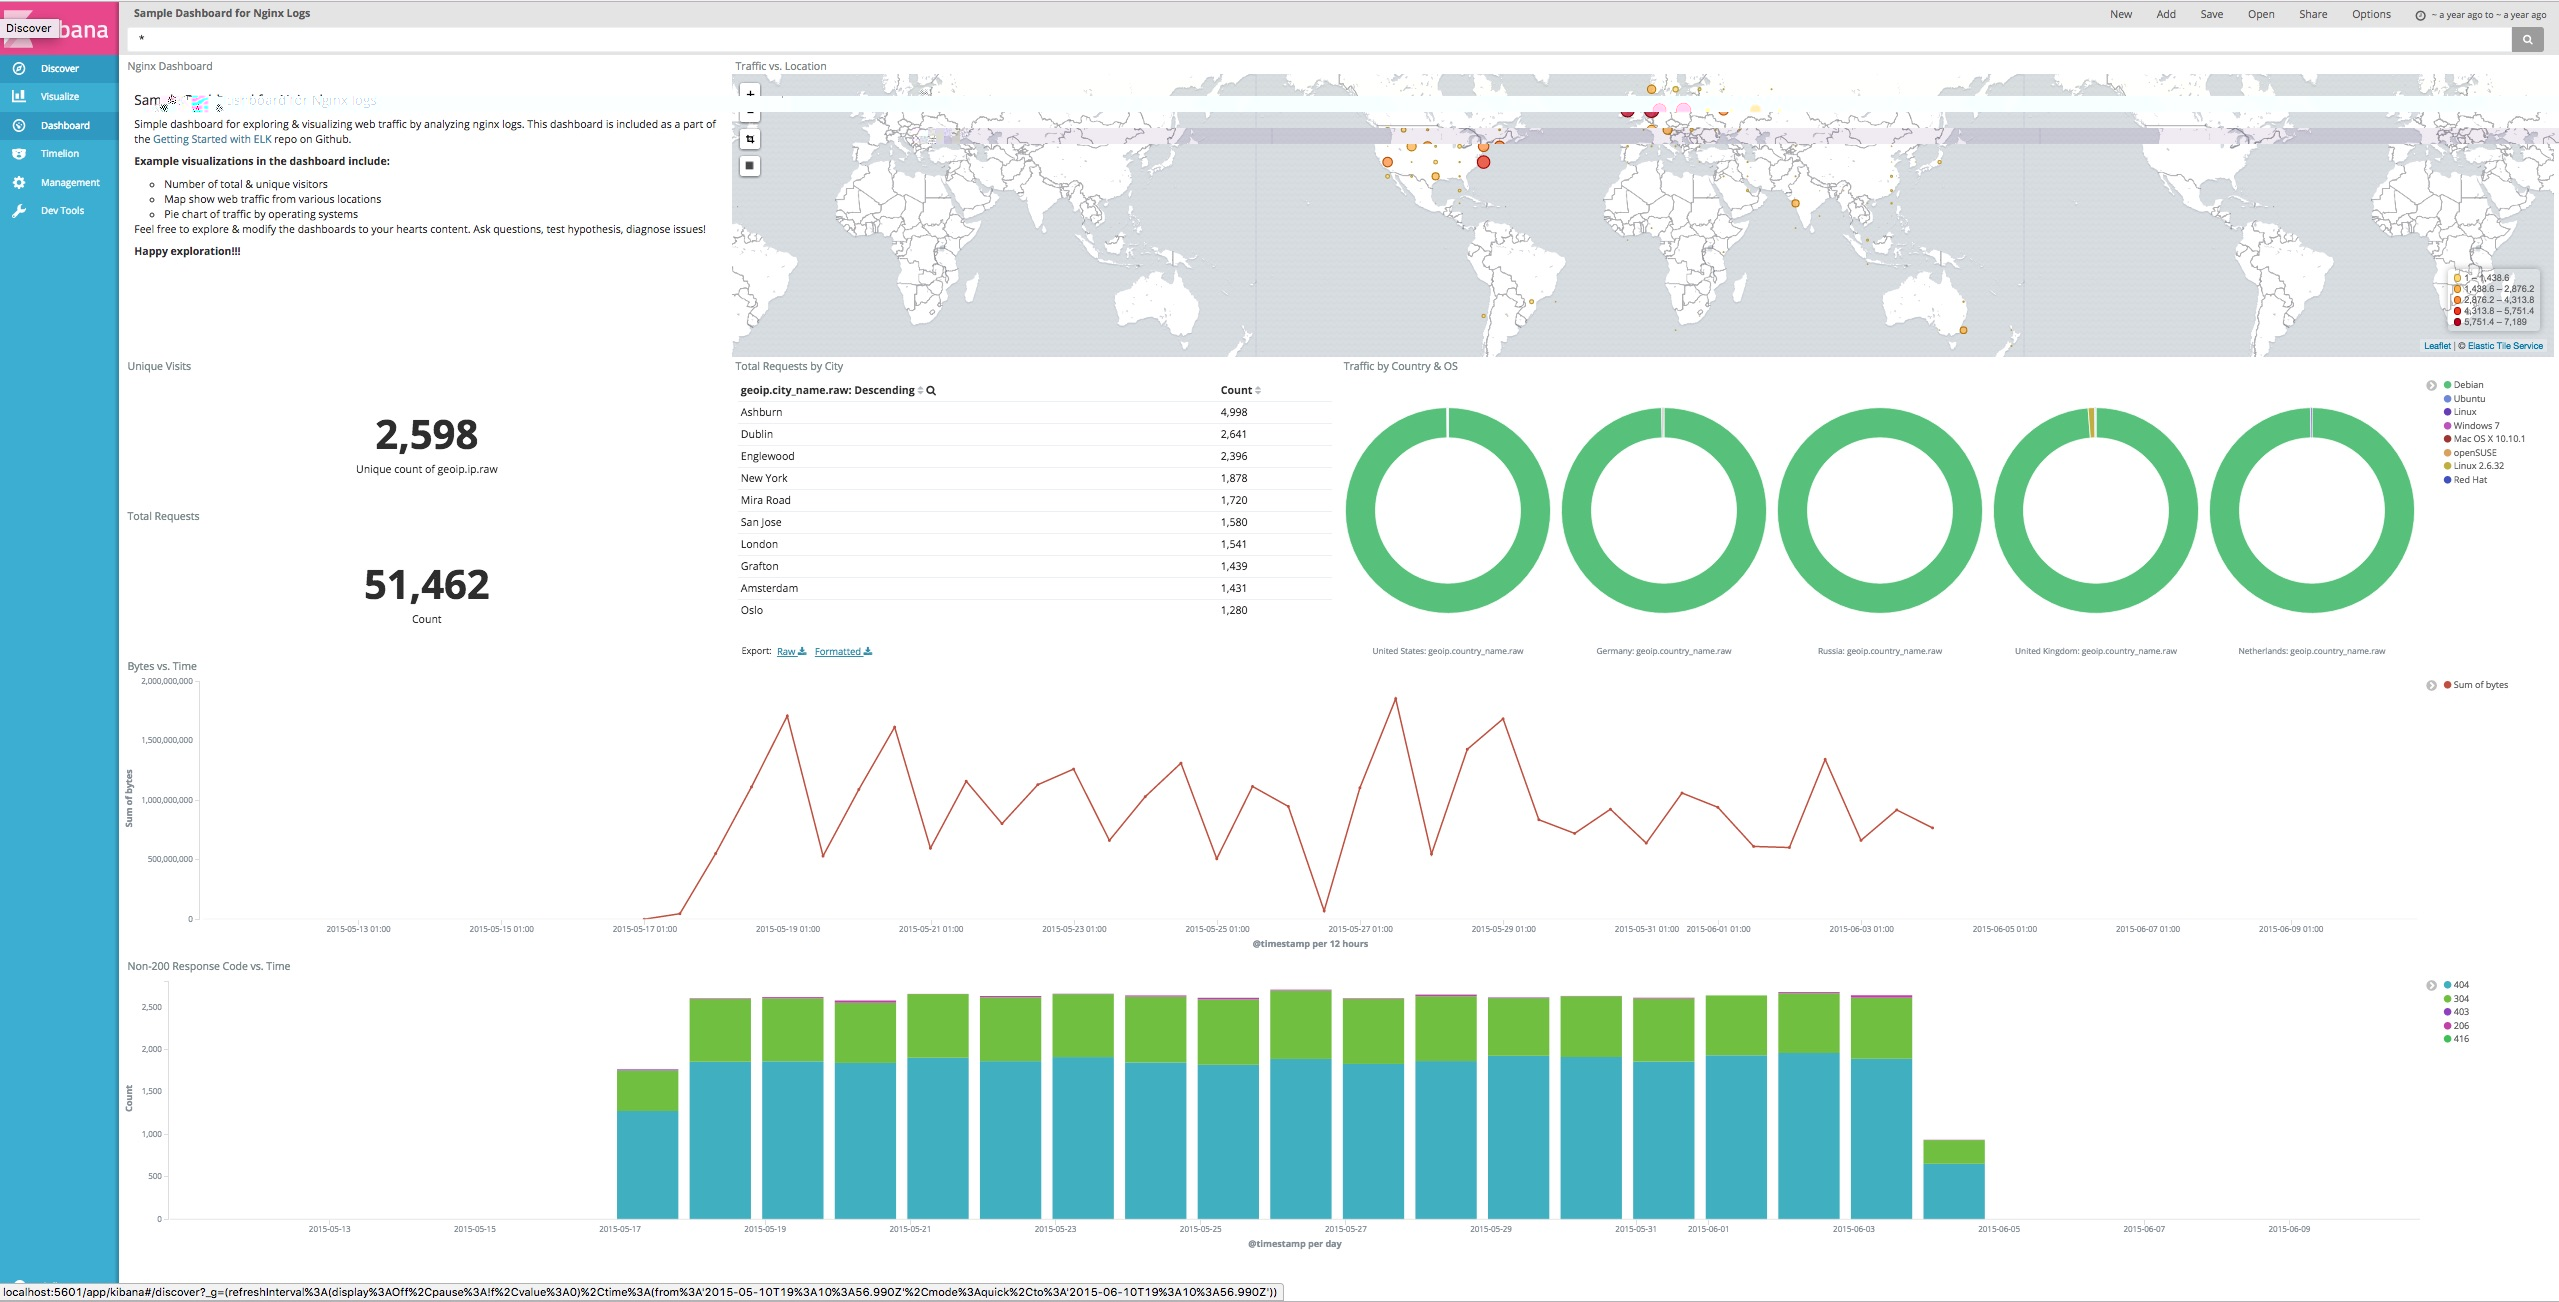 Sample Dashboard for Nginx Logs
New Add Save Open Share Options ~ a year ago to ~ a year ago
Discover
bana
*
Discover
Visualize
Dashboard
Timelion
Management
Dev Tools
Nginx Dashboard
Simple dashboard for exploring & visualizing web traffic by analyzing nginx logs. This dashboard is included as a part of
the Getting Started with ELK repo on Github.
Example visualizations in the dashboard include:
Number of total & unique visitors
Map show web traffic from various locations
Pie chart of traffic by operating systems
Feel free to explore & modify the dashboards to your hearts content. Ask questions, test hypothesis, diagnose issues!
Happy exploration!!!
Traffic vs. Location
+
−
1 – 1,438.6
1,438.6 – 2,876.2
2,876.2 – 4,313.8
4,313.8 – 5,751.4
5,751.4 – 7,189
Leaflet | © Elastic Tile Service
Unique Visits
2,598
Unique count of geoip.ip.raw
Total Requests
51,462
Count
Total Requests by City
geoip.city_name.raw: Descending Count
Ashburn 4,998
Dublin 2,641
Englewood 2,396
New York 1,878
Mira Road 1,720
San Jose 1,580
London 1,541
Grafton 1,439
Amsterdam 1,431
Oslo 1,280
Export: Raw Formatted
Traffic by Country & OS
United States: geoip.country_name.raw
Germany: geoip.country_name.raw
Russia: geoip.country_name.raw
United Kingdom: geoip.country_name.raw
Netherlands: geoip.country_name.raw
Debian
Ubuntu
Linux
Windows 7
Mac OS X 10.10.1
openSUSE
Linux 2.6.32
Red Hat
Bytes vs. Time
Sum of bytes
2,000,000,000
1,500,000,000
1,000,000,000
500,000,000
0
2015-05-13 01:00 2015-05-15 01:00 2015-05-17 01:00 2015-05-19 01:00 2015-05-21 01:00 2015-05-23 01:00 2015-05-25 01:00 2015-05-27 01:00 2015-05-29 01:00 2015-05-31 01:00 2015-06-01 01:00 2015-06-03 01:00 2015-06-05 01:00 2015-06-07 01:00 2015-06-09 01:00
@timestamp per 12 hours
Sum of bytes
Non-200 Response Code vs. Time
Count
2,500
2,000
1,500
1,000
500
0
2015-05-13 2015-05-15 2015-05-17 2015-05-19 2015-05-21 2015-05-23 2015-05-25 2015-05-27 2015-05-29 2015-05-31 2015-06-01 2015-06-03 2015-06-05 2015-06-07 2015-06-09
@timestamp per day
404
304
403
206
416
localhost:5601/app/kibana#/discover?_g=(refreshInterval%3A(display%3AOff%2Cpause%3A!f%2Cvalue%3A0)%2Ctime%3A(from%3A'2015-05-10T19%3A10%3A56.990Z'%2Cmode%3Aquick%2Cto%3A'2015-06-10T19%3A10%3A56.990Z'))